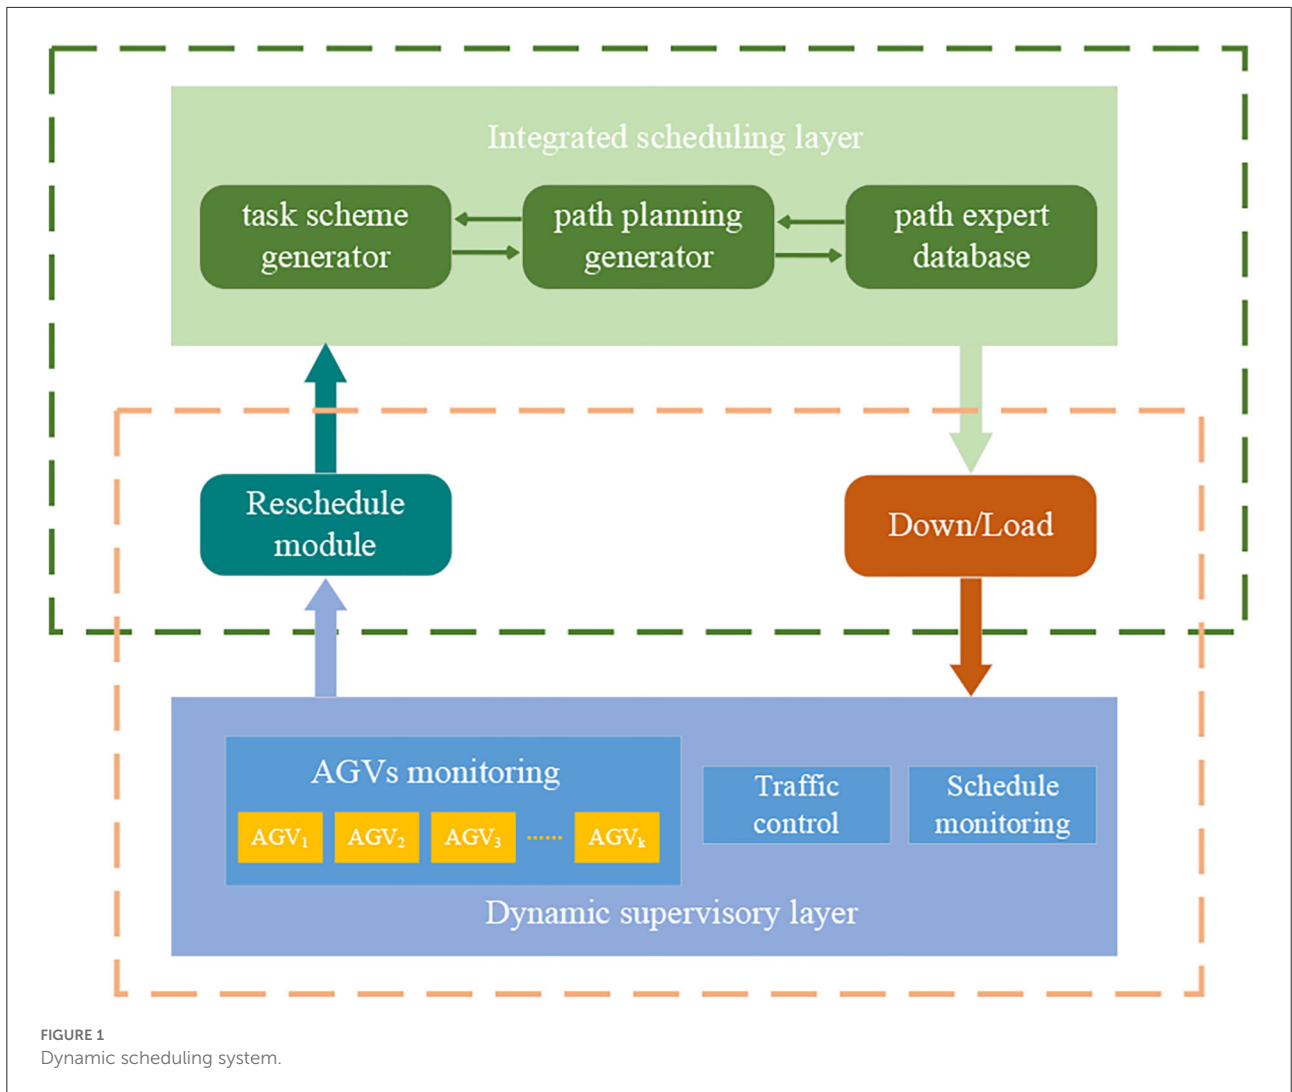 Integrated scheduling layer
task scheme
generator
path planning
generator
path expert
database
Reschedule
module
Down/Load
AGVs monitoring
AGV₁ AGV₂ AGV₃ ...... AGVₖ
Traffic
control
Schedule
monitoring
Dynamic supervisory layer
FIGURE 1
Dynamic scheduling system.